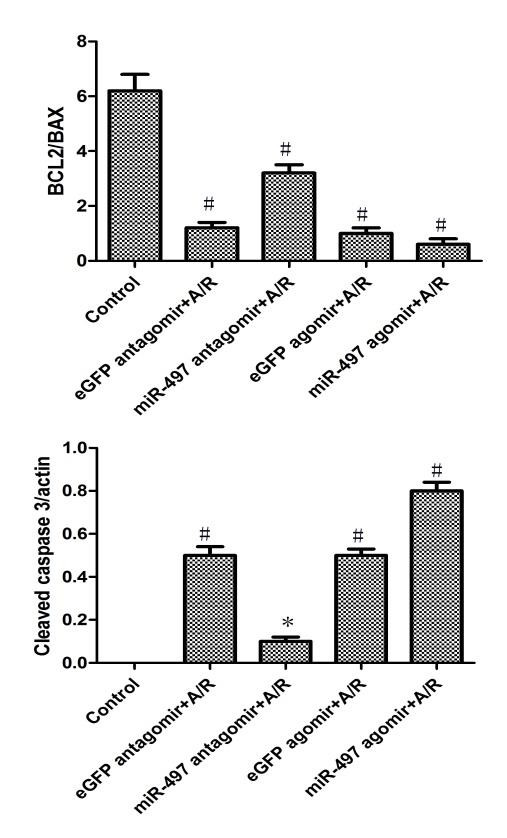 8
6
4
2
0
BCL2/BAX
#
#
#
#
Control
eGFP antagomir+A/R
miR-497 antagomir+A/R
eGFP agomir+A/R
miR-497 agomir+A/R
1.0
0.8
0.6
0.4
0.2
0.0
Cleaved caspase 3/actin
#
*
#
#
Control
eGFP antagomir+A/R
miR-497 antagomir+A/R
eGFP agomir+A/R
miR-497 agomir+A/R